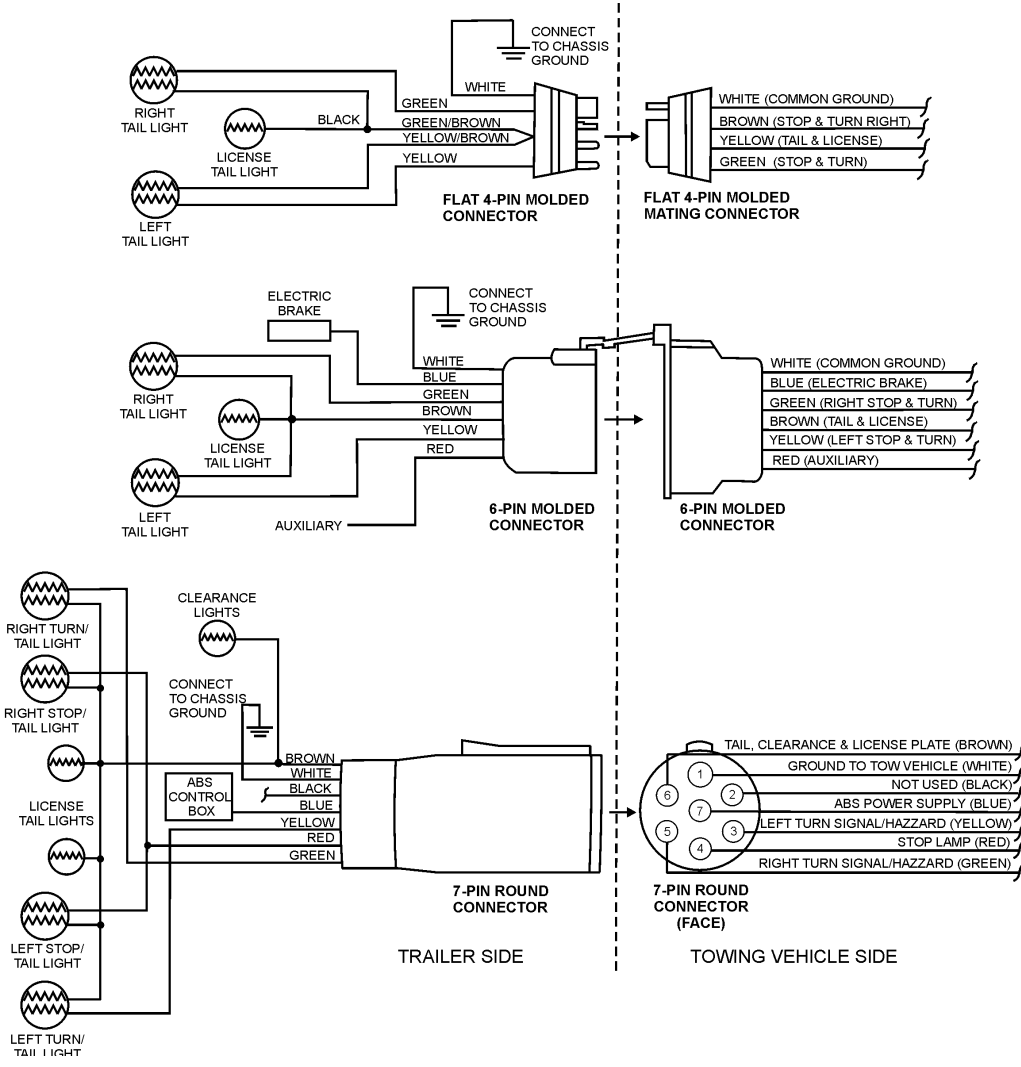 CONNECT
TO CHASSIS
GROUND
WHITE
GREEN
BLACK
GREEN/BROWN
YELLOW/BROWN
YELLOW
RIGHT
TAIL LIGHT
LICENSE
TAIL LIGHT
LEFT
TAIL LIGHT
FLAT 4-PIN MOLDED
CONNECTOR
WHITE (COMMON GROUND)
BROWN (STOP & TURN RIGHT)
YELLOW (TAIL & LICENSE)
GREEN (STOP & TURN)
FLAT 4-PIN MOLDED
MATING CONNECTOR
ELECTRIC
BRAKE
CONNECT
TO CHASSIS
GROUND
WHITE
BLUE
GREEN
BROWN
YELLOW
RED
RIGHT
TAIL LIGHT
LICENSE
TAIL LIGHT
LEFT
TAIL LIGHT
AUXILIARY
6-PIN MOLDED
CONNECTOR
WHITE (COMMON GROUND)
BLUE (ELECTRIC BRAKE)
GREEN (RIGHT STOP & TURN)
BROWN (TAIL & LICENSE)
YELLOW (LEFT STOP & TURN)
RED (AUXILIARY)
6-PIN MOLDED
CONNECTOR
RIGHT TURN/
TAIL LIGHT
RIGHT STOP/
TAIL LIGHT
LICENSE
TAIL LIGHTS
LEFT STOP/
TAIL LIGHT
LEFT TURN/
TAIL LIGHT
CLEARANCE
LIGHTS
CONNECT
TO CHASSIS
GROUND
ABS
CONTROL
BOX
BROWN
WHITE
BLACK
BLUE
YELLOW
RED
GREEN
7-PIN ROUND
CONNECTOR
TRAILER SIDE
TAIL, CLEARANCE & LICENSE PLATE (BROWN)
GROUND TO TOW VEHICLE (WHITE)
NOT USED (BLACK)
ABS POWER SUPPLY (BLUE)
LEFT TURN SIGNAL/HAZZARD (YELLOW)
STOP LAMP (RED)
RIGHT TURN SIGNAL/HAZZARD (GREEN)
1
6
2
7
5
3
4
7-PIN ROUND
CONNECTOR
(FACE)
TOWING VEHICLE SIDE